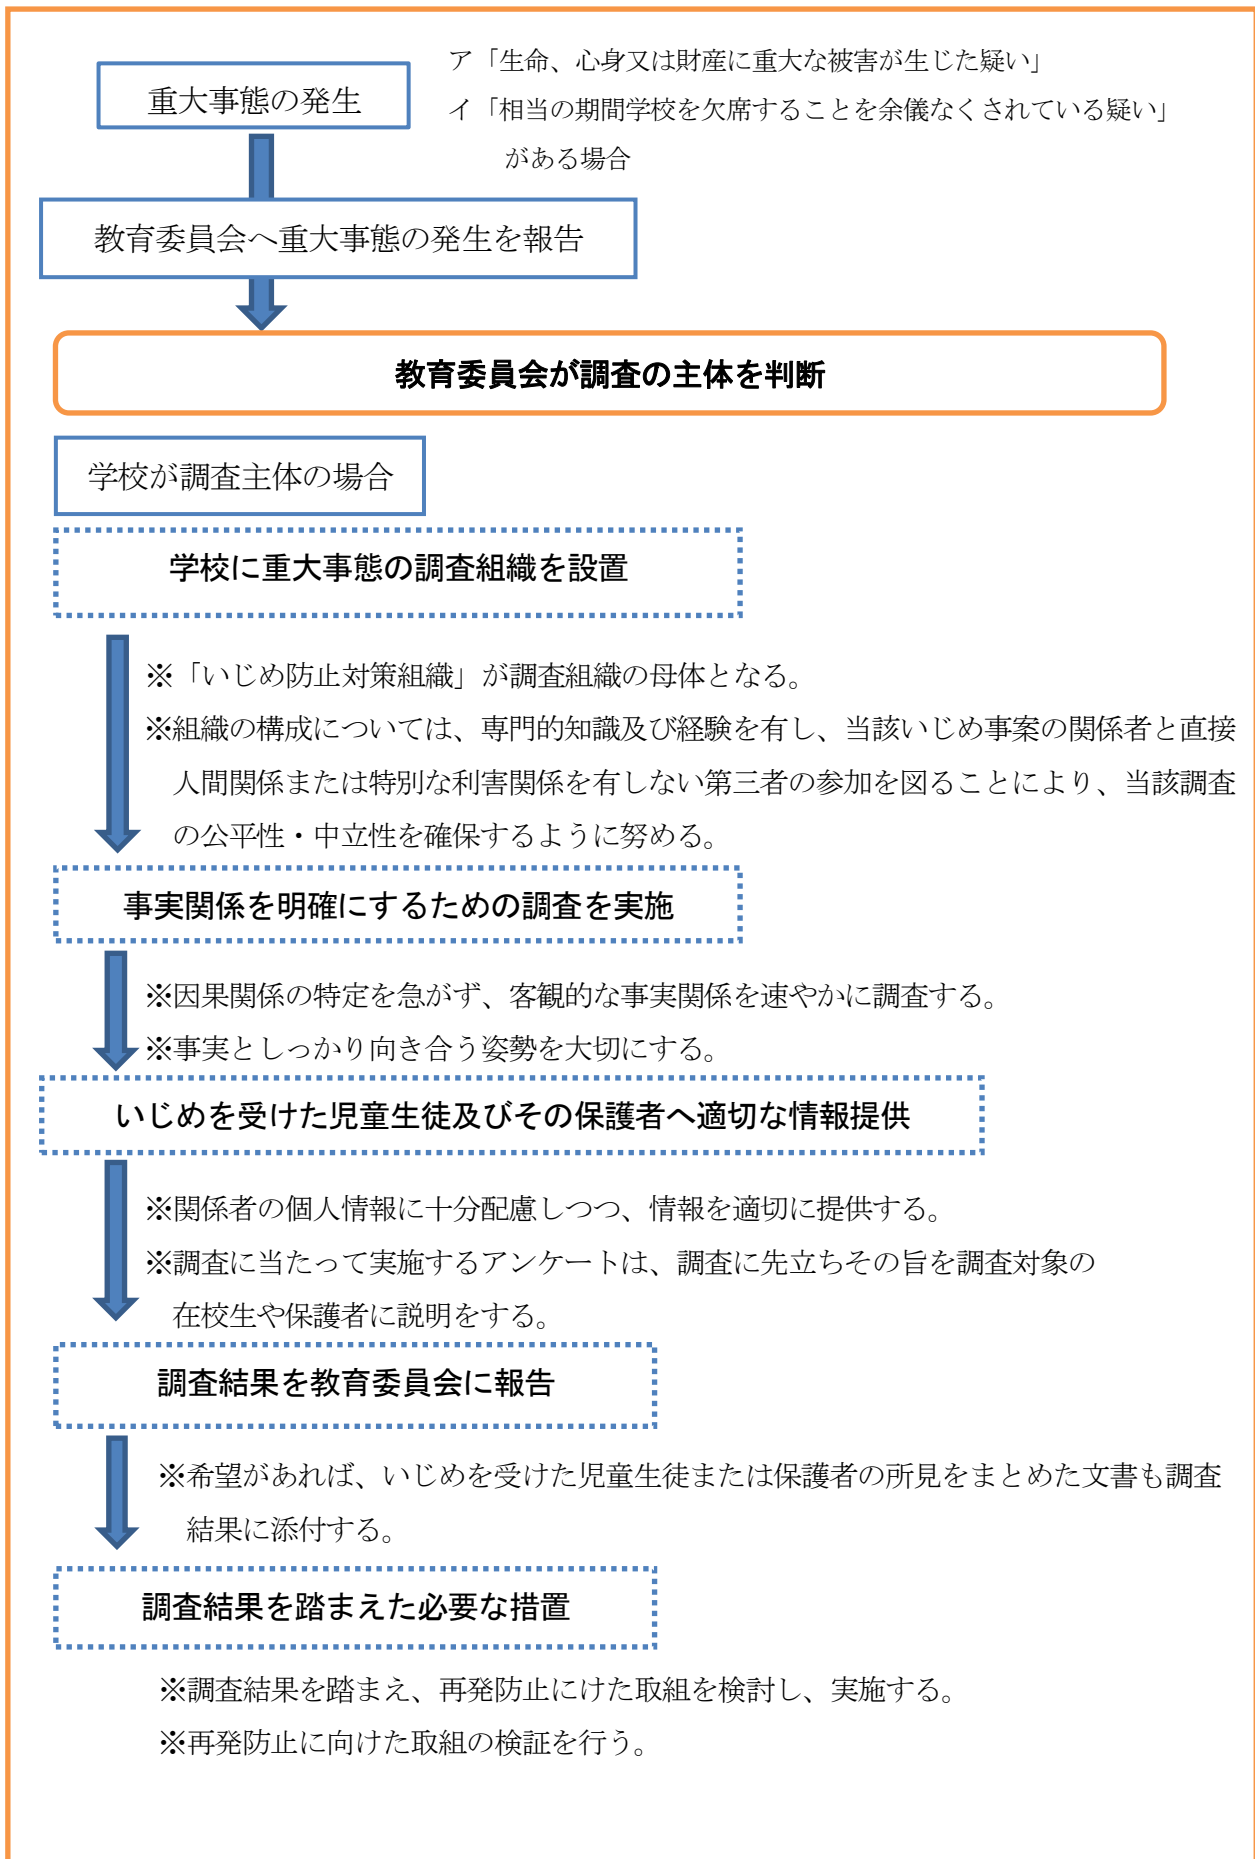 重大事態の発生
ア「生命、心身又は財産に重大な被害が生じた疑い」
イ「相当の期間学校を欠席することを余儀なくされている疑い」
がある場合
教育委員会へ重大事態の発生を報告
教育委員会が調査の主体を判断
学校が調査主体の場合
学校に重大事態の調査組織を設置
※「いじめ防止対策組織」が調査組織の母体となる。
※組織の構成については、専門的知識及び経験を有し、当該いじめ事案の関係者と直接
人間関係または特別な利害関係を有しない第三者の参加を図ることにより、当該調査
の公平性・中立性を確保するように努める。
事実関係を明確にするための調査を実施
※因果関係の特定を急がず、客観的な事実関係を速やかに調査する。
※事実としっかり向き合う姿勢を大切にする。
いじめを受けた児童生徒及びその保護者へ適切な情報提供
※関係者の個人情報に十分配慮しつつ、情報を適切に提供する。
※調査に当たって実施するアンケートは、調査に先立ちその旨を調査対象の
在校生や保護者に説明をする。
調査結果を教育委員会に報告
※希望があれば、いじめを受けた児童生徒または保護者の所見をまとめた文書も調査
結果に添付する。
調査結果を踏まえた必要な措置
※調査結果を踏まえ、再発防止にけた取組を検討し、実施する。
※再発防止に向けた取組の検証を行う。